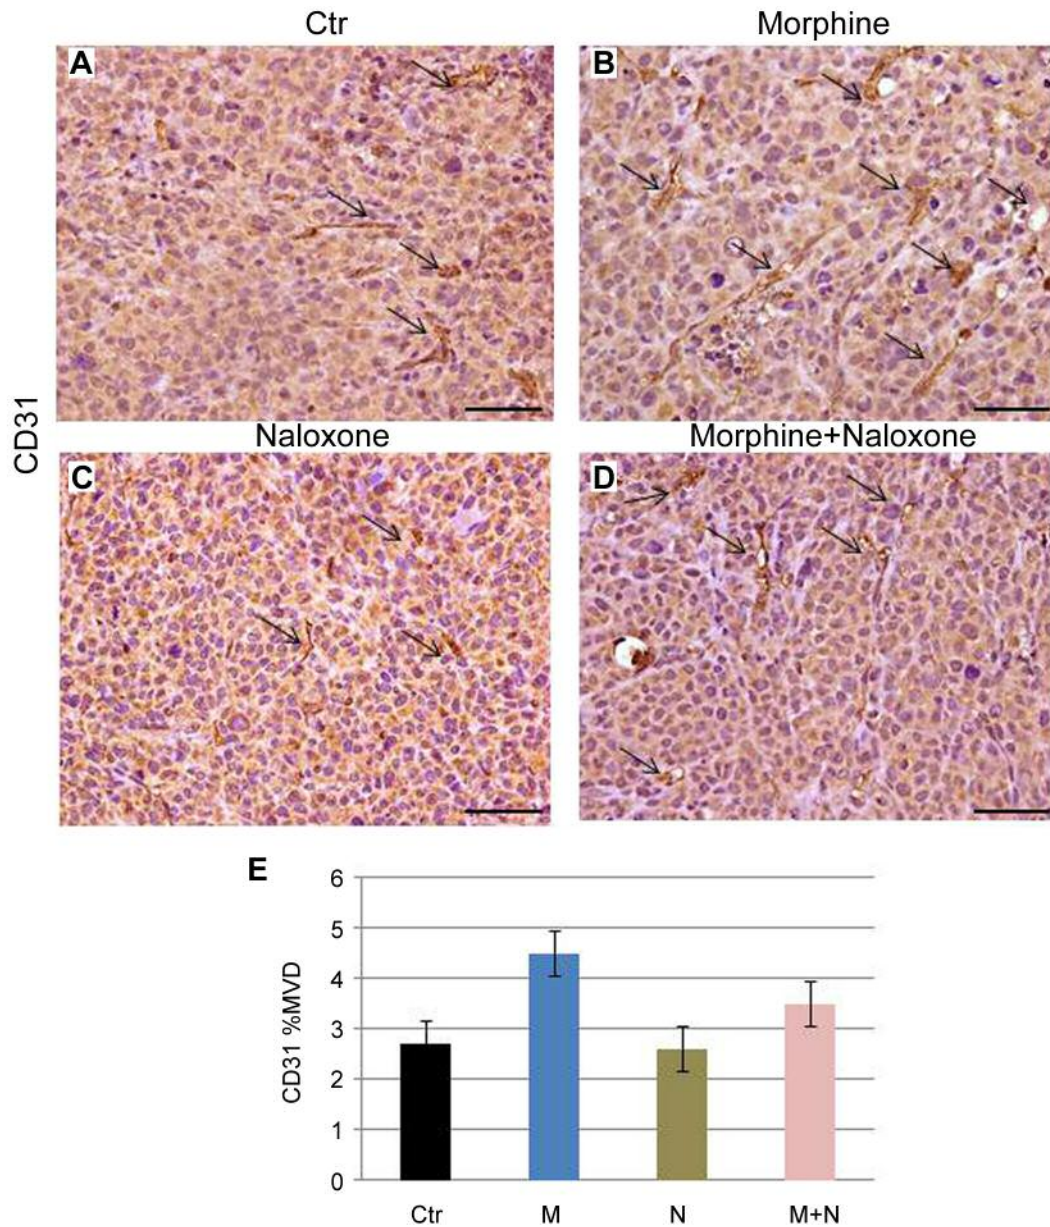 Ctr
Morphine
A
B
CD31
Naloxone
Morphine+Naloxone
C
D
E
CD31 %MVD
6
5
4
3
2
1
0
Ctr
M
N
M+N